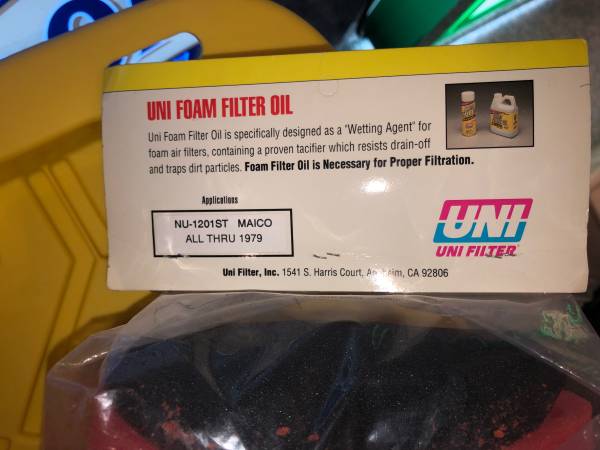 UNI FOAM FILTER OIL
Uni Foam Filter Oil is specifically designed as a "Wetting Agent" for
foam air filters, containing a proven tacifier which resists drain-off
and traps dirt particles. Foam Filter Oil is Necessary for Proper Filtration.
Applications
NU-1201ST MAICO
ALL THRU 1979
UNI
UNI FILTER
Uni Filter, Inc. 1541 S. Harris Court, Anaheim, CA 92806